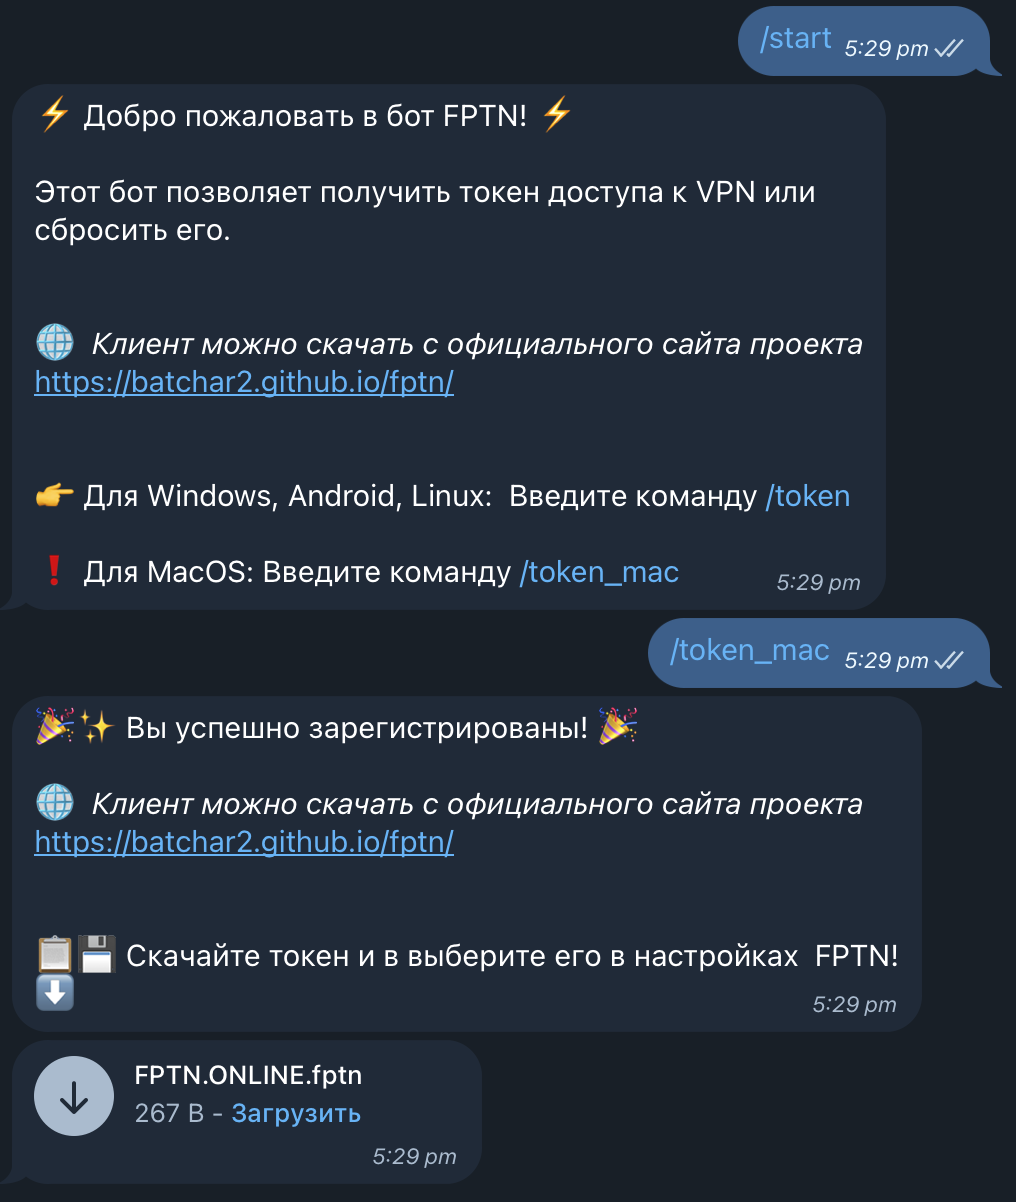 /start 5:29 pm
⚡ Добро пожаловать в бот FPTN! ⚡
Этот бот позволяет получить токен доступа к VPN или
сбросить его.
🌐 Клиент можно скачать с официального сайта проекта
https://batchar2.github.io/fptn/
👉 Для Windows, Android, Linux:  Введите команду /token
❗ Для MacOS: Введите команду /token_mac
5:29 pm
/token_mac 5:29 pm
🎉✨ Вы успешно зарегистрированы! 🎉
🌐 Клиент можно скачать с официального сайта проекта
https://batchar2.github.io/fptn/
📋💾 Скачайте токен и в выберите его в настройках  FPTN!
⬇️
5:29 pm
FPTN.ONLINE.fptn
267 B - Загрузить
5:29 pm